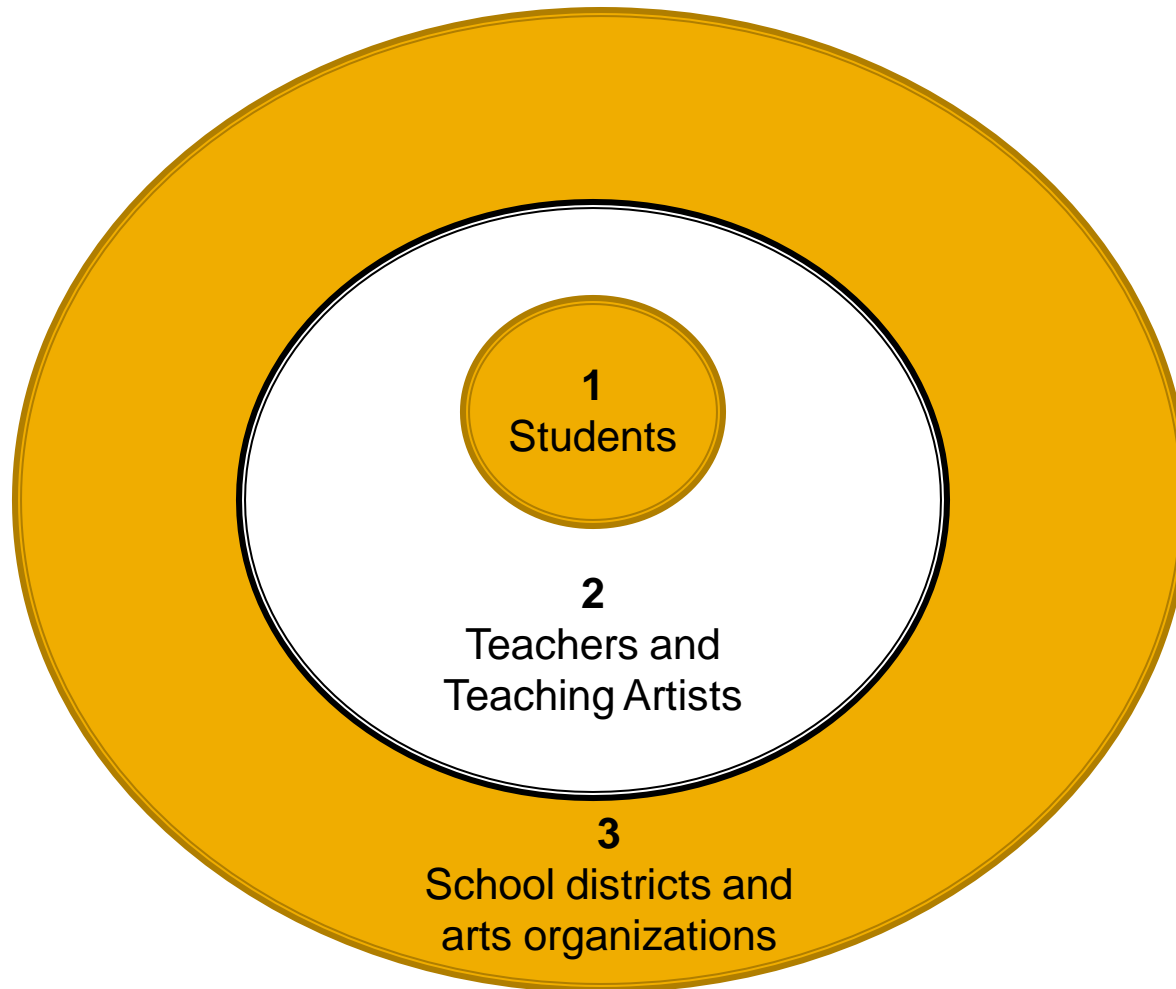 1
Students
2
Teachers and
Teaching Artists
3
School districts and
arts organizations